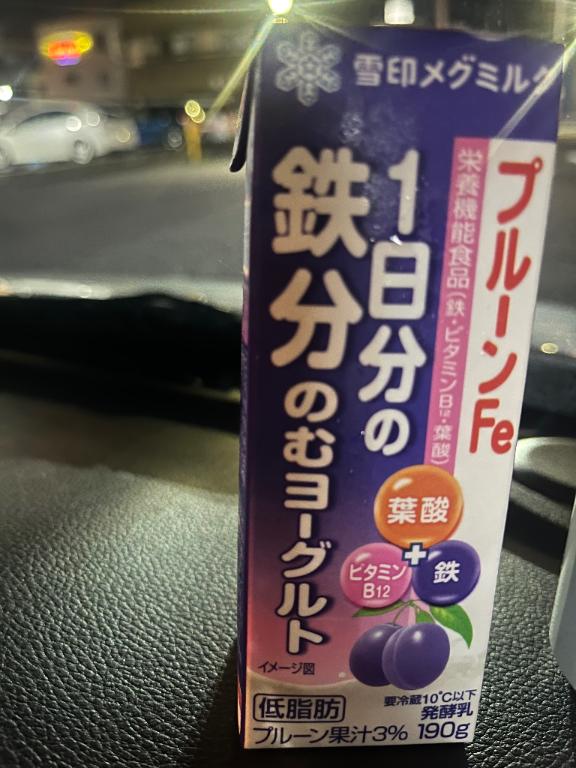 雪印メグミルク
プルーンFe
栄養機能食品(鉄・ビタミンB12・葉酸)
1日分の
鉄分のむヨーグルト
葉酸
+
ビタミン
B12
鉄
イメージ図
低脂肪
要冷蔵10℃以下
発酵乳
プルーン果汁3% 190g